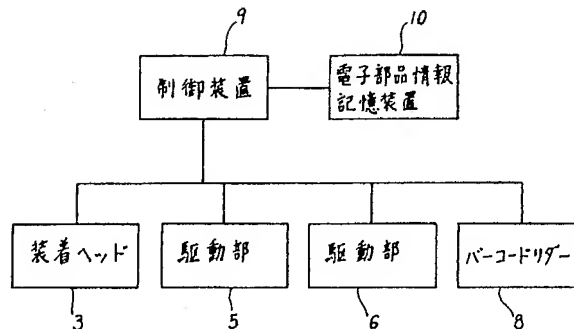 9
10
制御装置
電子部品情報
記憶装置
装着ヘッド
駆動部
駆動部
バーコードリダー
3
5
6
8